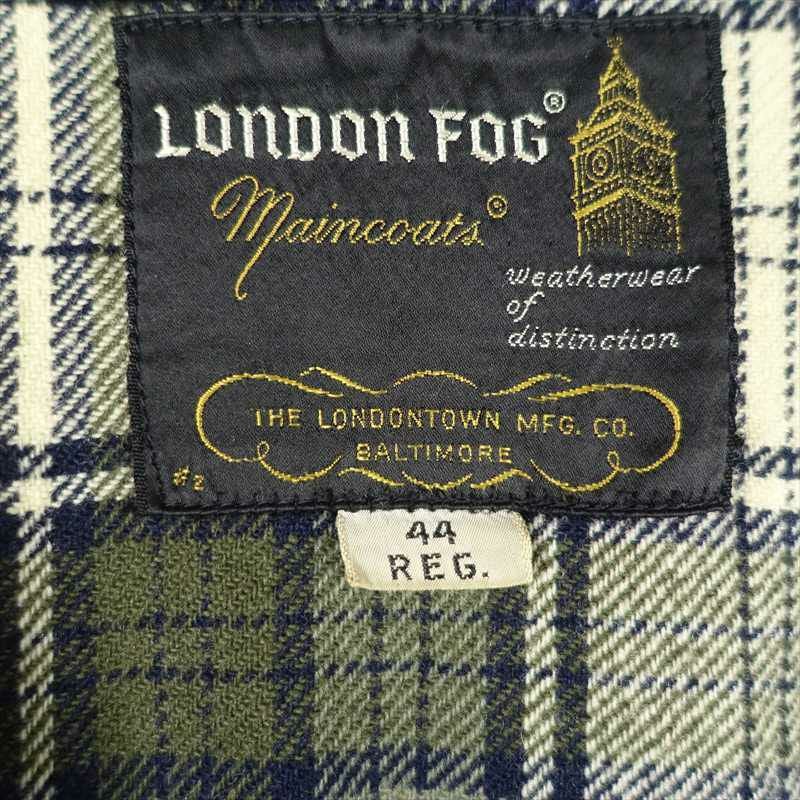 LONDON FOG®
Maincoats®
weatherwear
of
distinction
THE LONDONTOWN MFG. CO.
BALTIMORE
#2
44
REG.